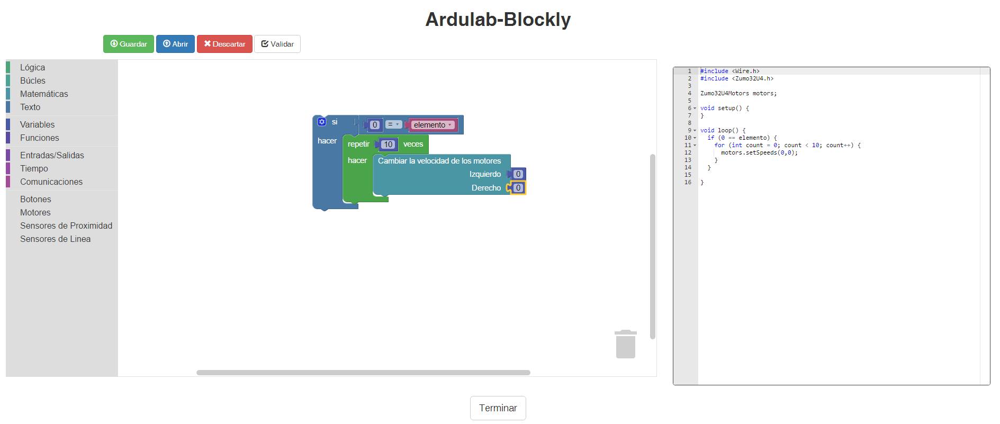 Ardulab-Blockly
Guardar Abrir Descartar Validar
Lógica
Búcles
Matemáticas
Texto
Variables
Funciones
Entradas/Salidas
Tiempo
Comunicaciones
Botones
Motores
Sensores de Proximidad
Sensores de Linea
si 0 = elemento
hacer repetir 10 veces
hacer Cambiar la velocidad de los motores
Izquierdo 0
Derecho 0
1 #include <Wire.h>
2 #include <Zumo32U4.h>
3
4 Zumo32U4Motors motors;
5
6 void setup() {
7 }
8
9 void loop() {
10 if (0 == elemento) {
11 for (int count = 0; count < 10; count++) {
12 motors.setSpeeds(0,0);
13 }
14 }
15
16 }
Terminar